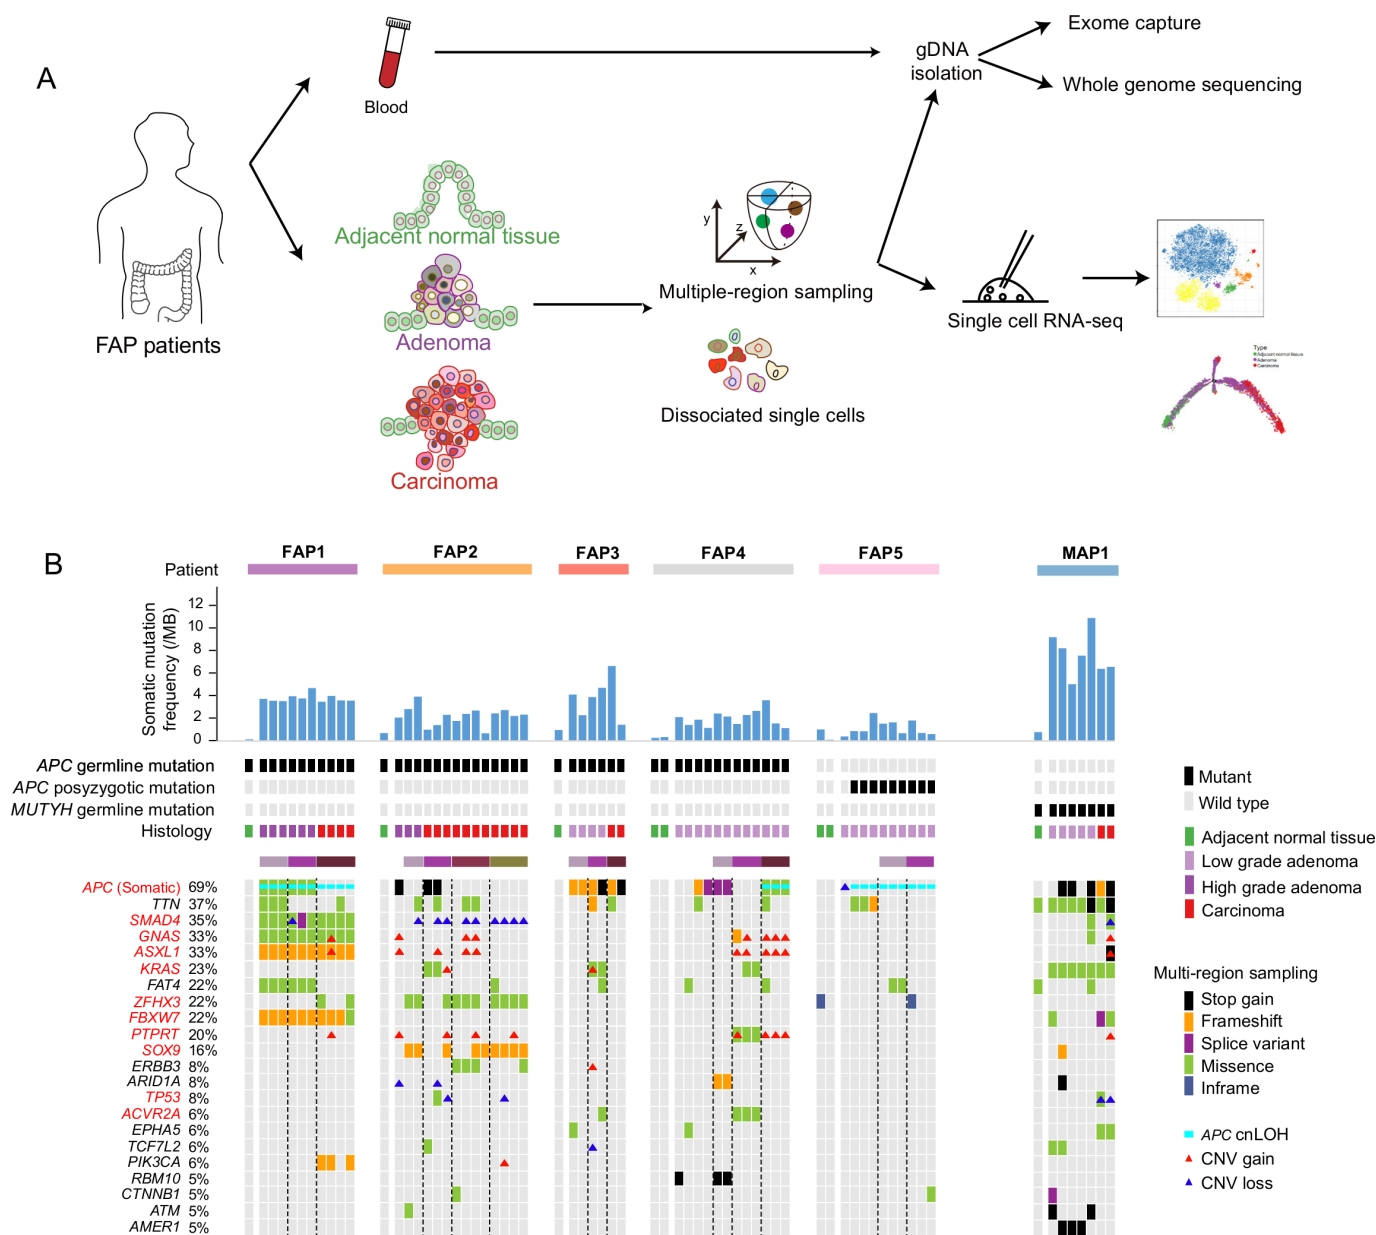 A
Blood
gDNA
isolation
Exome capture
Whole genome sequencing
FAP patients
Adjacent normal tissue
Adenoma
Carcinoma
y
z
x
Multiple-region sampling
Dissociated single cells
Single cell RNA-seq
Type
Adjacent normal tissue
Adenoma
Carcinoma
B
Patient
FAP1
FAP2
FAP3
FAP4
FAP5
MAP1
Somatic mutation
frequency (/MB)
12
10
8
6
4
2
0
APC germline mutation
APC posyzygotic mutation
MUTYH germline mutation
Histology
APC (Somatic) 69%
TTN 37%
SMAD4 35%
GNAS 33%
ASXL1 33%
KRAS 23%
FAT4 22%
ZFHX3 22%
FBXW7 22%
PTPRT 20%
SOX9 16%
ERBB3 8%
ARID1A 8%
TP53 8%
ACVR2A 6%
EPHA5 6%
TCF7L2 6%
PIK3CA 6%
RBM10 5%
CTNNB1 5%
ATM 5%
AMER1 5%
Mutant
Wild type
Adjacent normal tissue
Low grade adenoma
High grade adenoma
Carcinoma
Multi-region sampling
Stop gain
Frameshift
Splice variant
Missence
Inframe
APC cnLOH
CNV gain
CNV loss